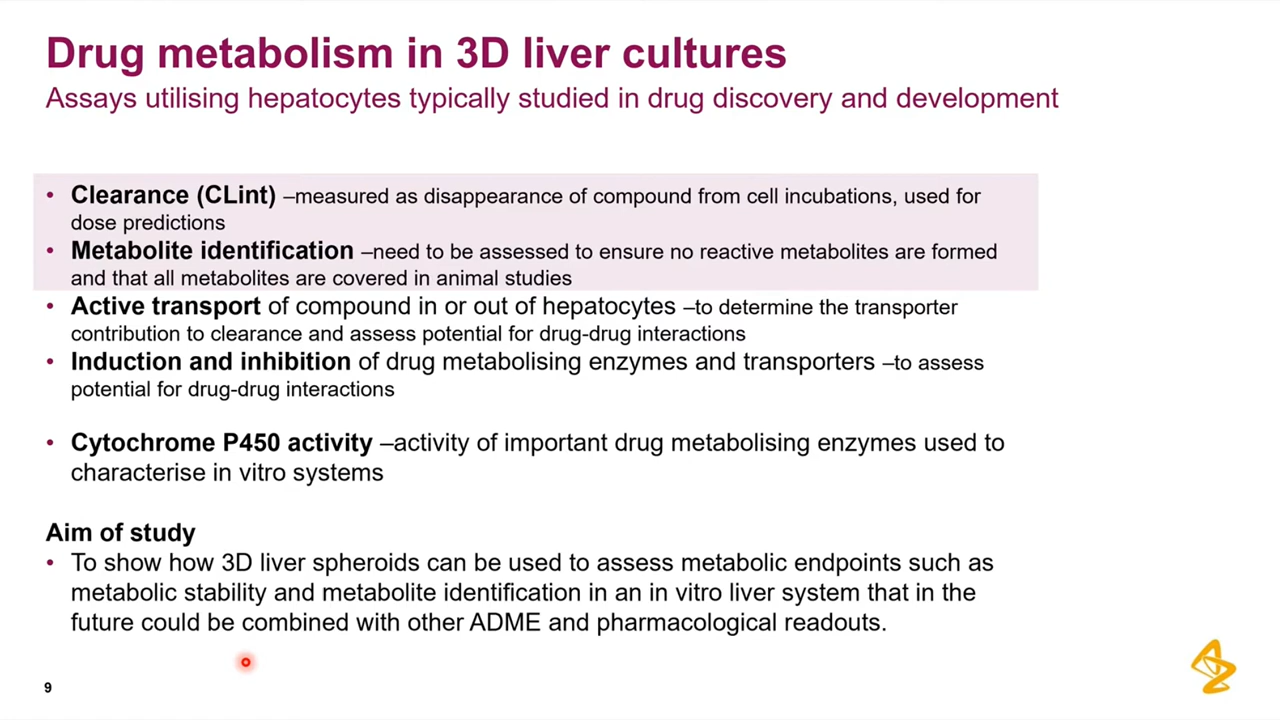 Drug metabolism in 3D liver cultures
Assays utilising hepatocytes typically studied in drug discovery and development
• Clearance (CLint) –measured as disappearance of compound from cell incubations, used for
dose predictions
• Metabolite identification –need to be assessed to ensure no reactive metabolites are formed
and that all metabolites are covered in animal studies
• Active transport of compound in or out of hepatocytes –to determine the transporter
contribution to clearance and assess potential for drug-drug interactions
• Induction and inhibition of drug metabolising enzymes and transporters –to assess
potential for drug-drug interactions
• Cytochrome P450 activity –activity of important drug metabolising enzymes used to
characterise in vitro systems
Aim of study
• To show how 3D liver spheroids can be used to assess metabolic endpoints such as
metabolic stability and metabolite identification in an in vitro liver system that in the
future could be combined with other ADME and pharmacological readouts.
9